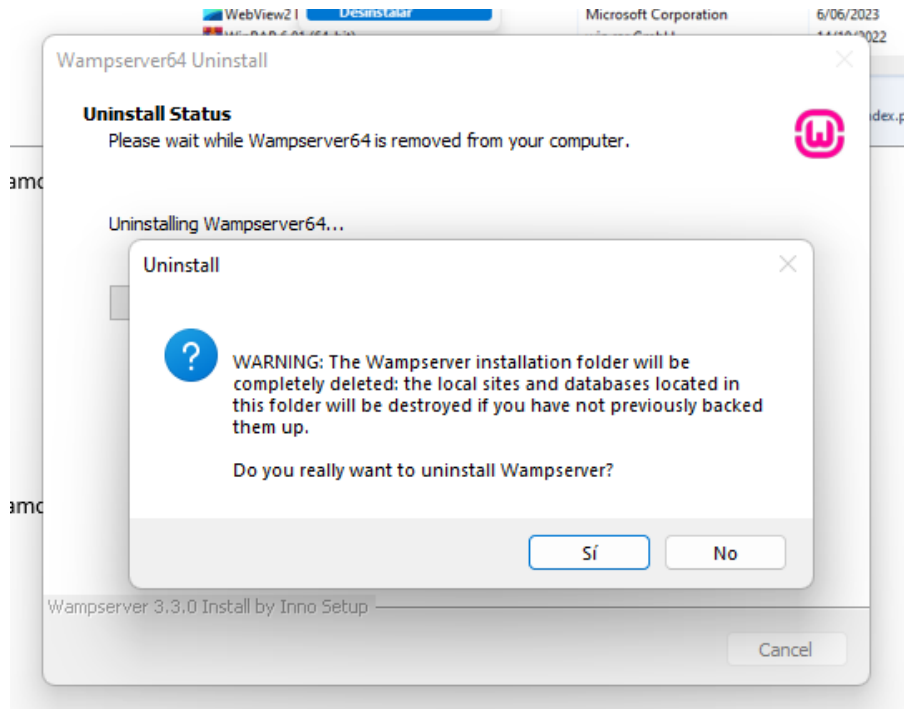 WebView2 Desinstalar Microsoft Corporation 6/06/2023
Wampserver64 Uninstall
Uninstall Status
Please wait while Wampserver64 is removed from your computer.
Uninstalling Wampserver64...
Uninstall
WARNING: The Wampserver installation folder will be
completely deleted: the local sites and databases located in
this folder will be destroyed if you have not previously backed
them up.
Do you really want to uninstall Wampserver?
Sí No
Wampserver 3.3.0 Install by Inno Setup
Cancel